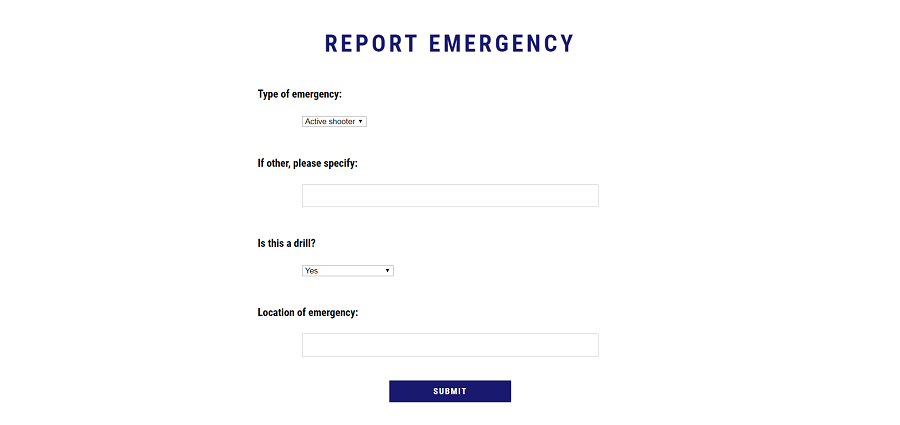 REPORT EMERGENCY
Type of emergency:
Active shooter
If other, please specify:
Is this a drill?
Yes
Location of emergency:
SUBMIT